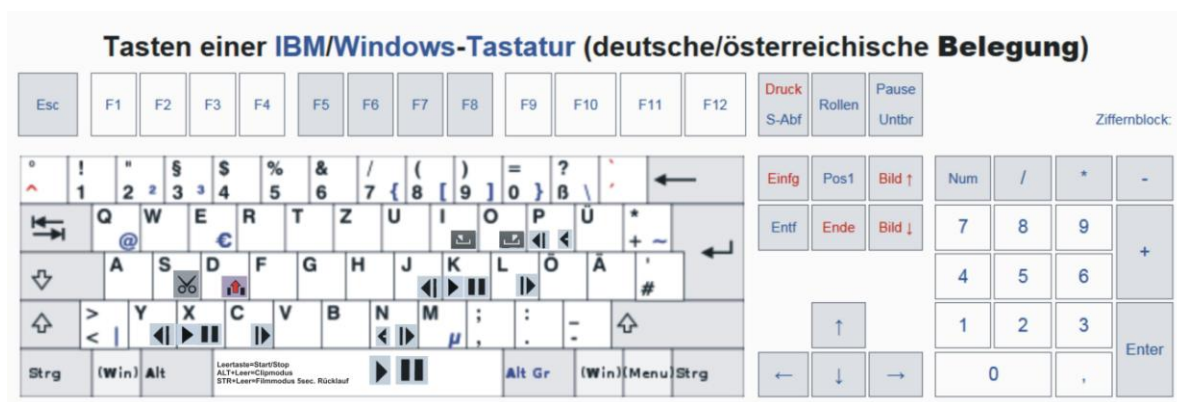 Tasten einer IBM/Windows-Tastatur (deutsche/österreichische Belegung)
Esc F1 F2 F3 F4 F5 F6 F7 F8 F9 F10 F11 F12 Druck S-Abf Rollen Pause Untbr
Ziffernblock:
° ! " § $ % & / ( ) = ? `
^ 1 2 ² 3 ³ 4 5 6 7 { 8 [ 9 ] 0 } ß \ ´ ←
Einfg Pos1 Bild ↑ Num / * -
Q W E R T Z U I O P Ü *
@ € + ~
Entf Ende Bild ↓ 7 8 9 +
A S D F G H J K L Ö Ä '
#
4 5 6
> Y X C V B N M ; : _
< | µ , . -
↑ 1 2 3 Enter
Strg (Win) Alt
Leertaste=Start/Stop
ALT+Leer=Clipmodus
STR+Leer=Filmmodus 5sec. Rücklauf
Alt Gr (Win) (Menu) Strg
← ↓ → 0 ,